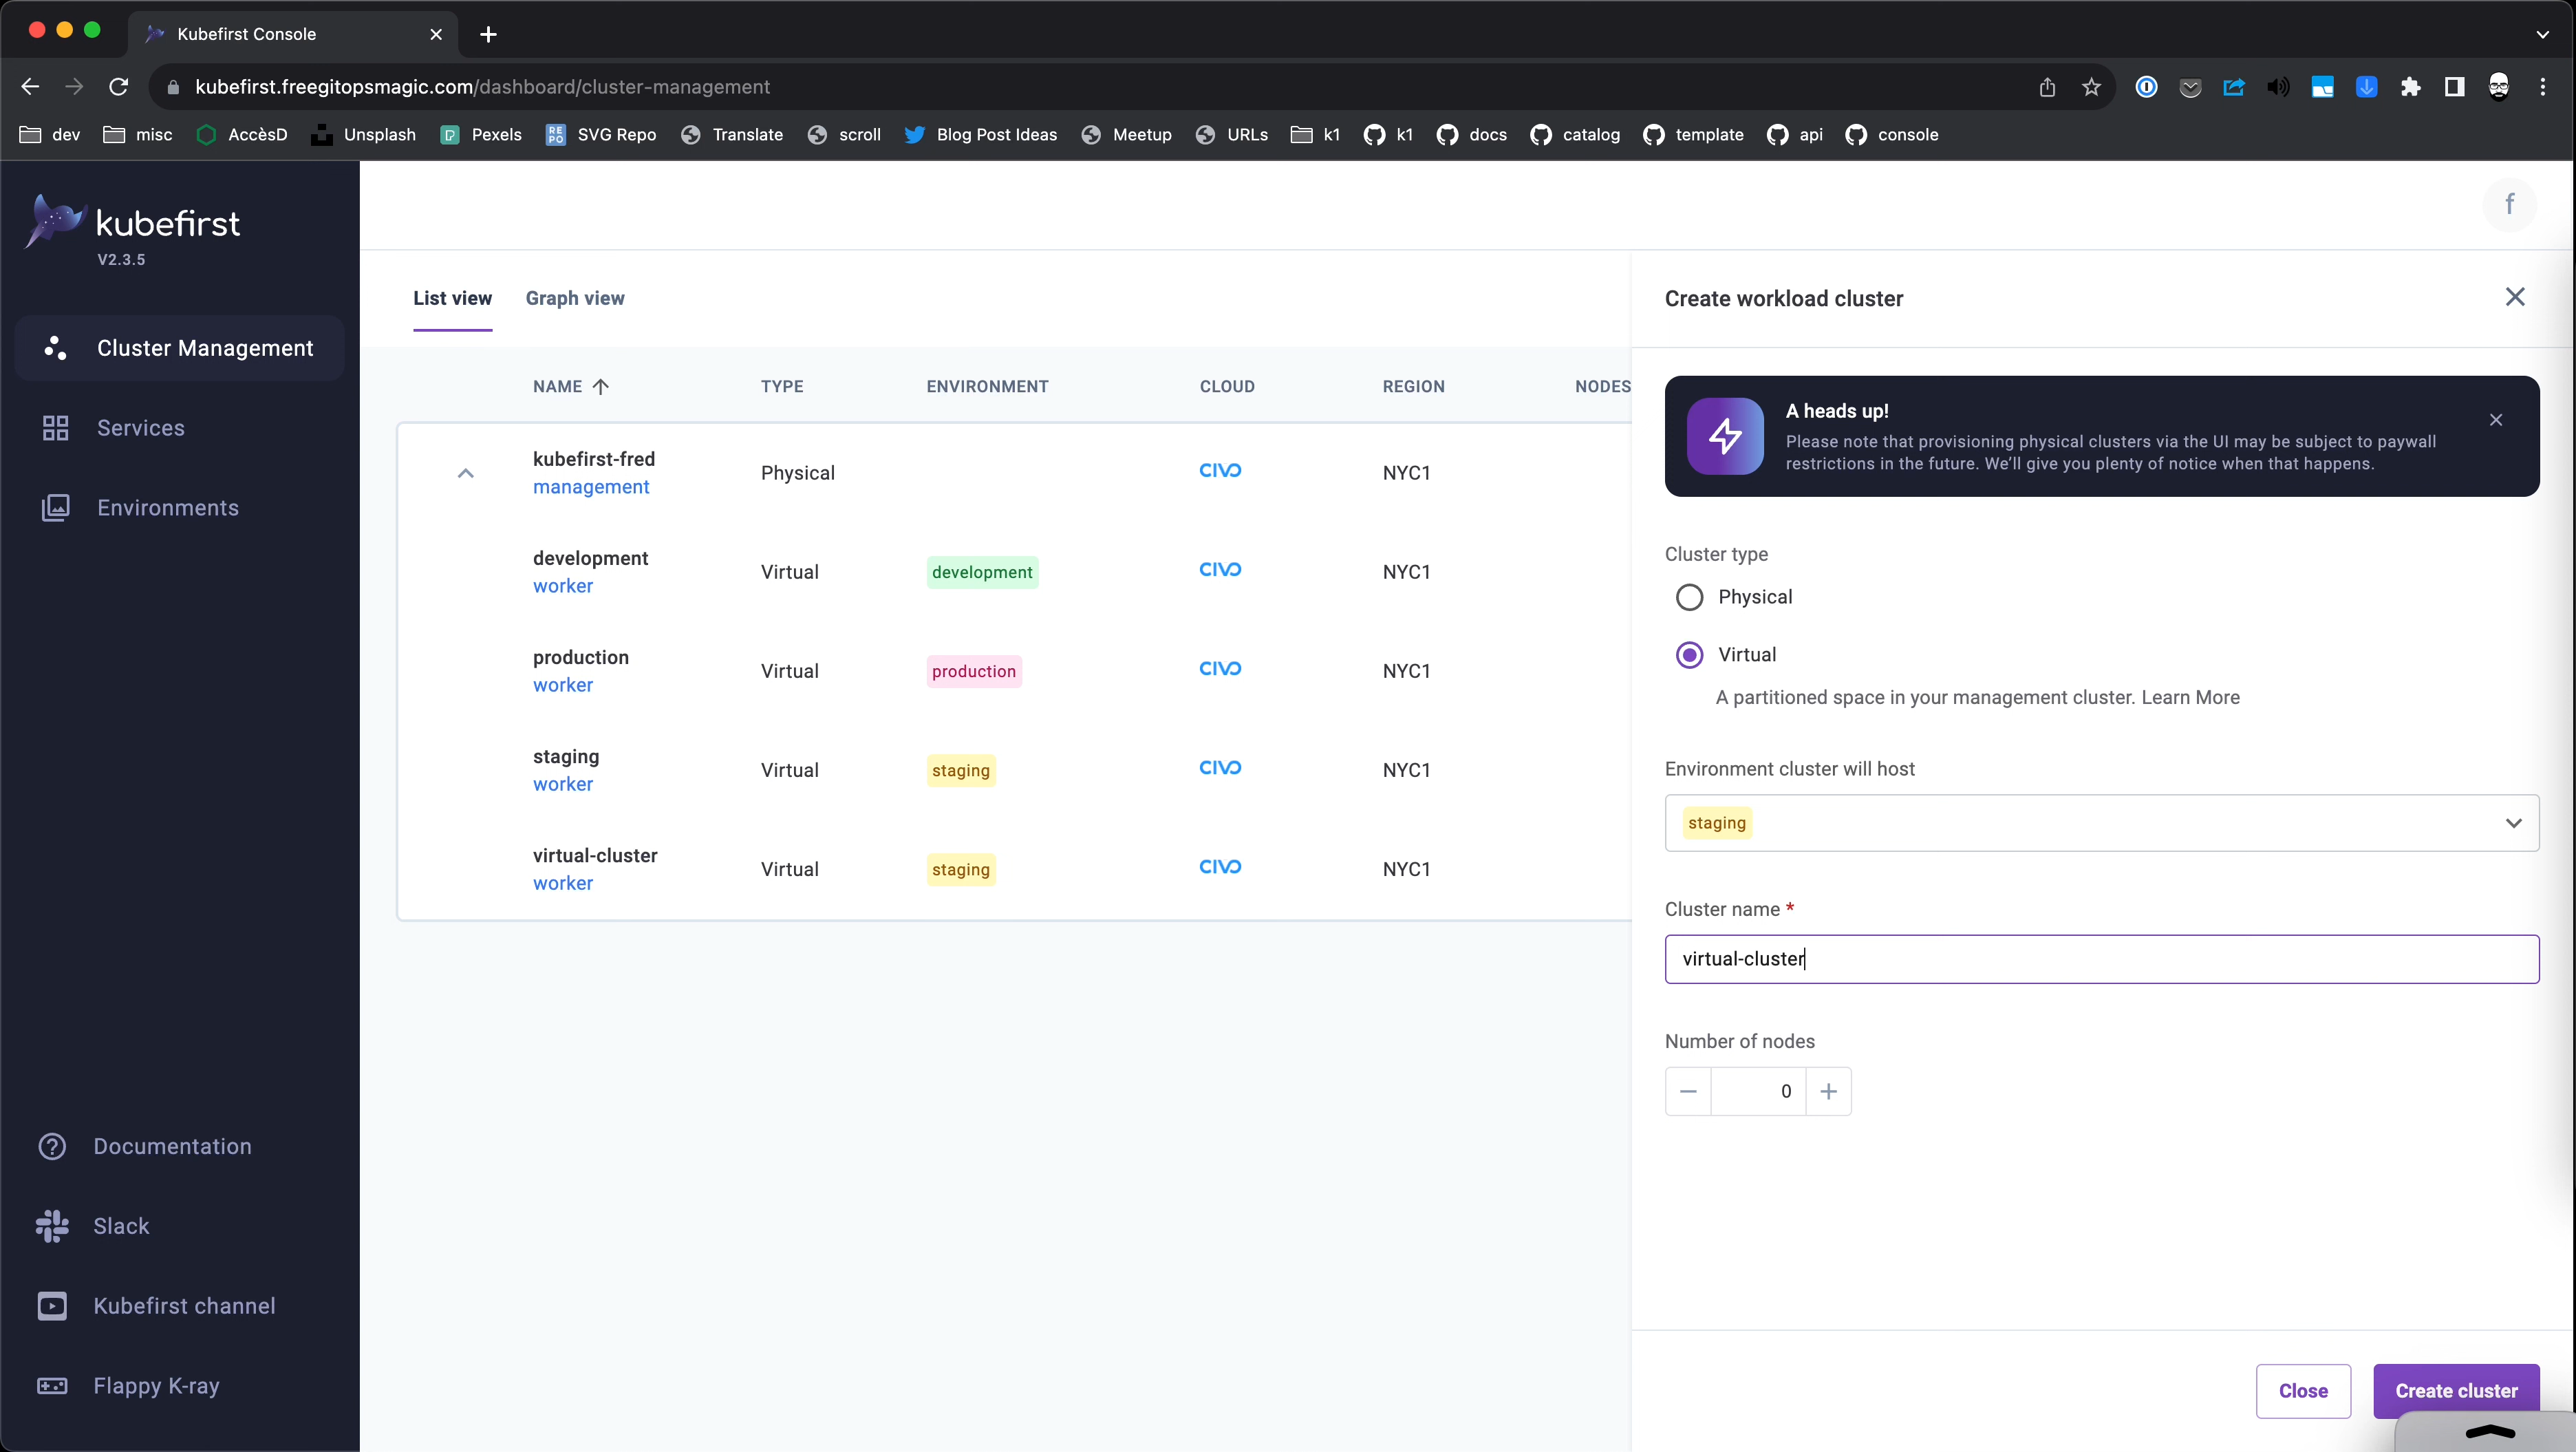 Kubefirst Console
kubefirst.freegitopsmagic.com/dashboard/cluster-management
dev misc AccèsD Unsplash Pexels SVG Repo Translate scroll Blog Post Ideas Meetup URLs k1 k1 docs catalog template api console
kubefirst
V2.3.5
Cluster Management
Services
Environments
Documentation
Slack
Kubefirst channel
Flappy K-ray
f
List view Graph view
NAME TYPE ENVIRONMENT CLOUD REGION NODES
kubefirst-fred
management
Physical CIVO NYC1
development
worker
Virtual development CIVO NYC1
production
worker
Virtual production CIVO NYC1
staging
worker
Virtual staging CIVO NYC1
virtual-cluster
worker
Virtual staging CIVO NYC1
Create workload cluster
A heads up!
Please note that provisioning physical clusters via the UI may be subject to paywall
restrictions in the future. We’ll give you plenty of notice when that happens.
Cluster type
Physical
Virtual
A partitioned space in your management cluster. Learn More
Environment cluster will host
staging
Cluster name *
virtual-cluster
Number of nodes
0
Close Create cluster